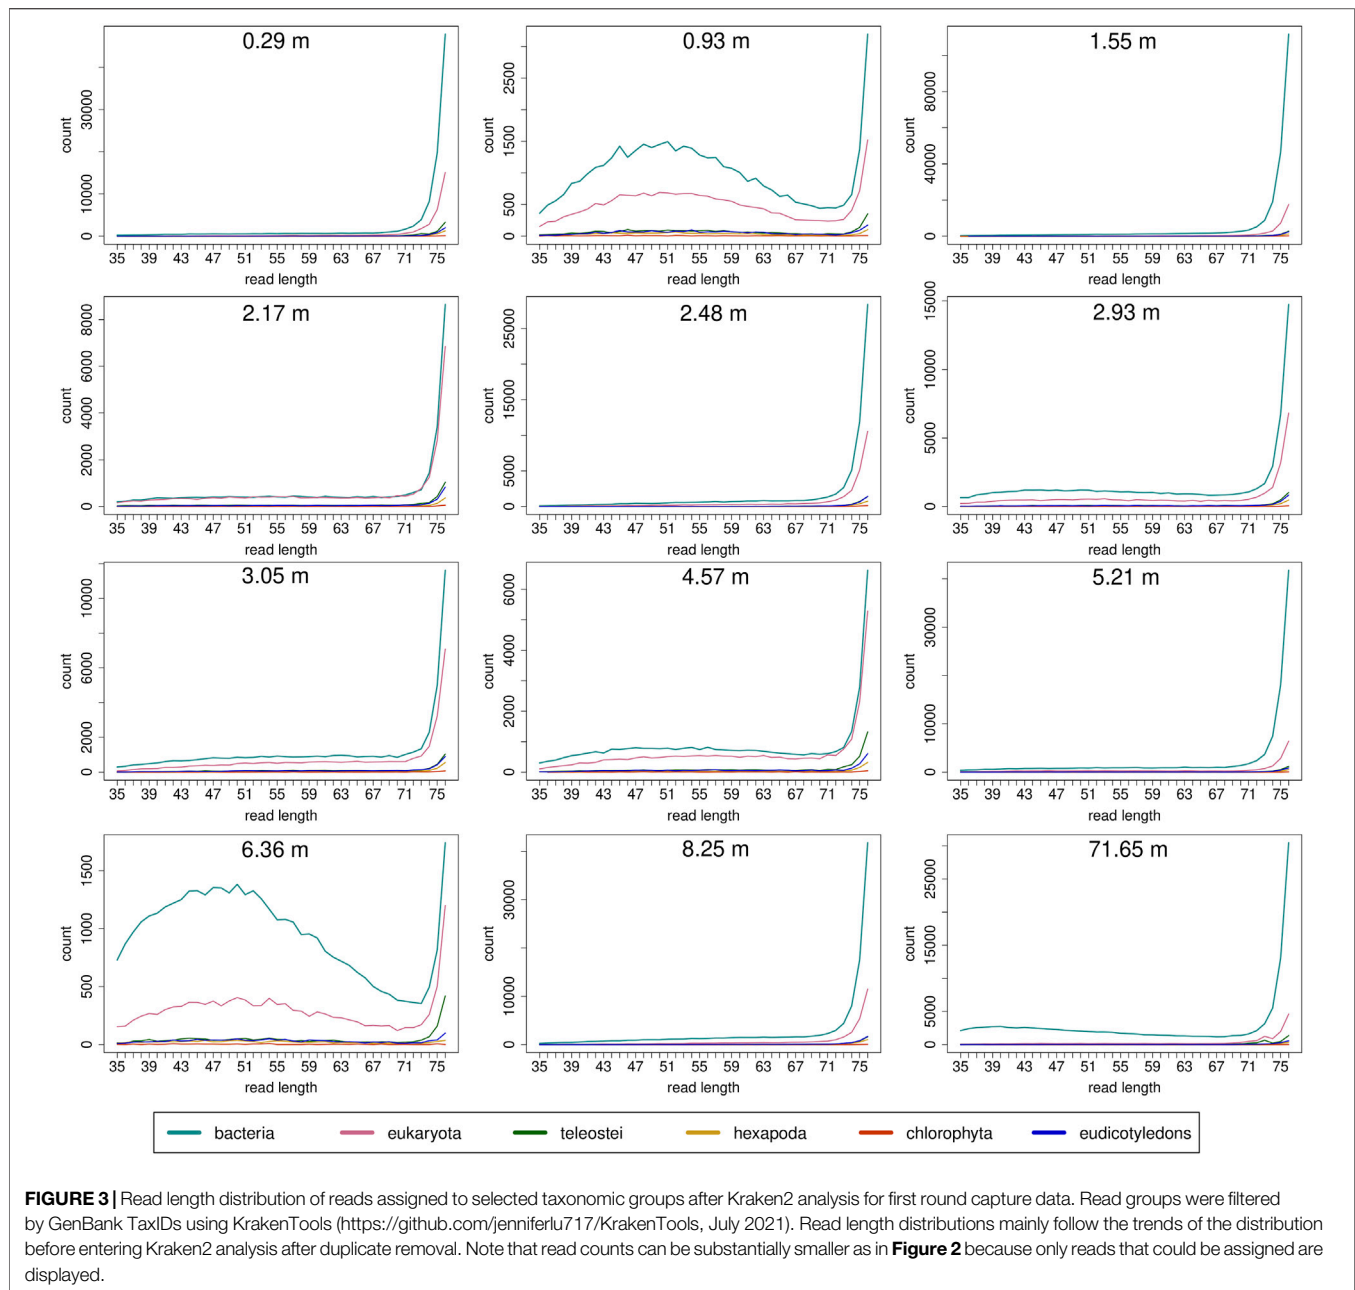 0.29 m
count
0 10000 30000
35 39 43 47 51 55 59 63 67 71 75
read length
0.93 m
count
0 500 1500 2500
35 39 43 47 51 55 59 63 67 71 75
read length
1.55 m
count
0 40000 80000
35 39 43 47 51 55 59 63 67 71 75
read length
2.17 m
count
0 2000 4000 6000 8000
35 39 43 47 51 55 59 63 67 71 75
read length
2.48 m
count
0 5000 15000 25000
35 39 43 47 51 55 59 63 67 71 75
read length
2.93 m
count
0 5000 10000 15000
35 39 43 47 51 55 59 63 67 71 75
read length
3.05 m
count
0 2000 6000 10000
35 39 43 47 51 55 59 63 67 71 75
read length
4.57 m
count
0 2000 4000 6000
35 39 43 47 51 55 59 63 67 71 75
read length
5.21 m
count
0 10000 30000
35 39 43 47 51 55 59 63 67 71 75
read length
6.36 m
count
0 500 1000 1500
35 39 43 47 51 55 59 63 67 71 75
read length
8.25 m
count
0 10000 30000
35 39 43 47 51 55 59 63 67 71 75
read length
71.65 m
count
0 5000 15000 25000
35 39 43 47 51 55 59 63 67 71 75
read length
bacteria eukaryota teleostei hexapoda chlorophyta eudicotyledons
FIGURE 3 | Read length distribution of reads assigned to selected taxonomic groups after Kraken2 analysis for first round capture data. Read groups were filtered
by GenBank TaxIDs using KrakenTools (https://github.com/jenniferlu717/KrakenTools, July 2021). Read length distributions mainly follow the trends of the distribution
before entering Kraken2 analysis after duplicate removal. Note that read counts can be substantially smaller as in Figure 2 because only reads that could be assigned are
displayed.